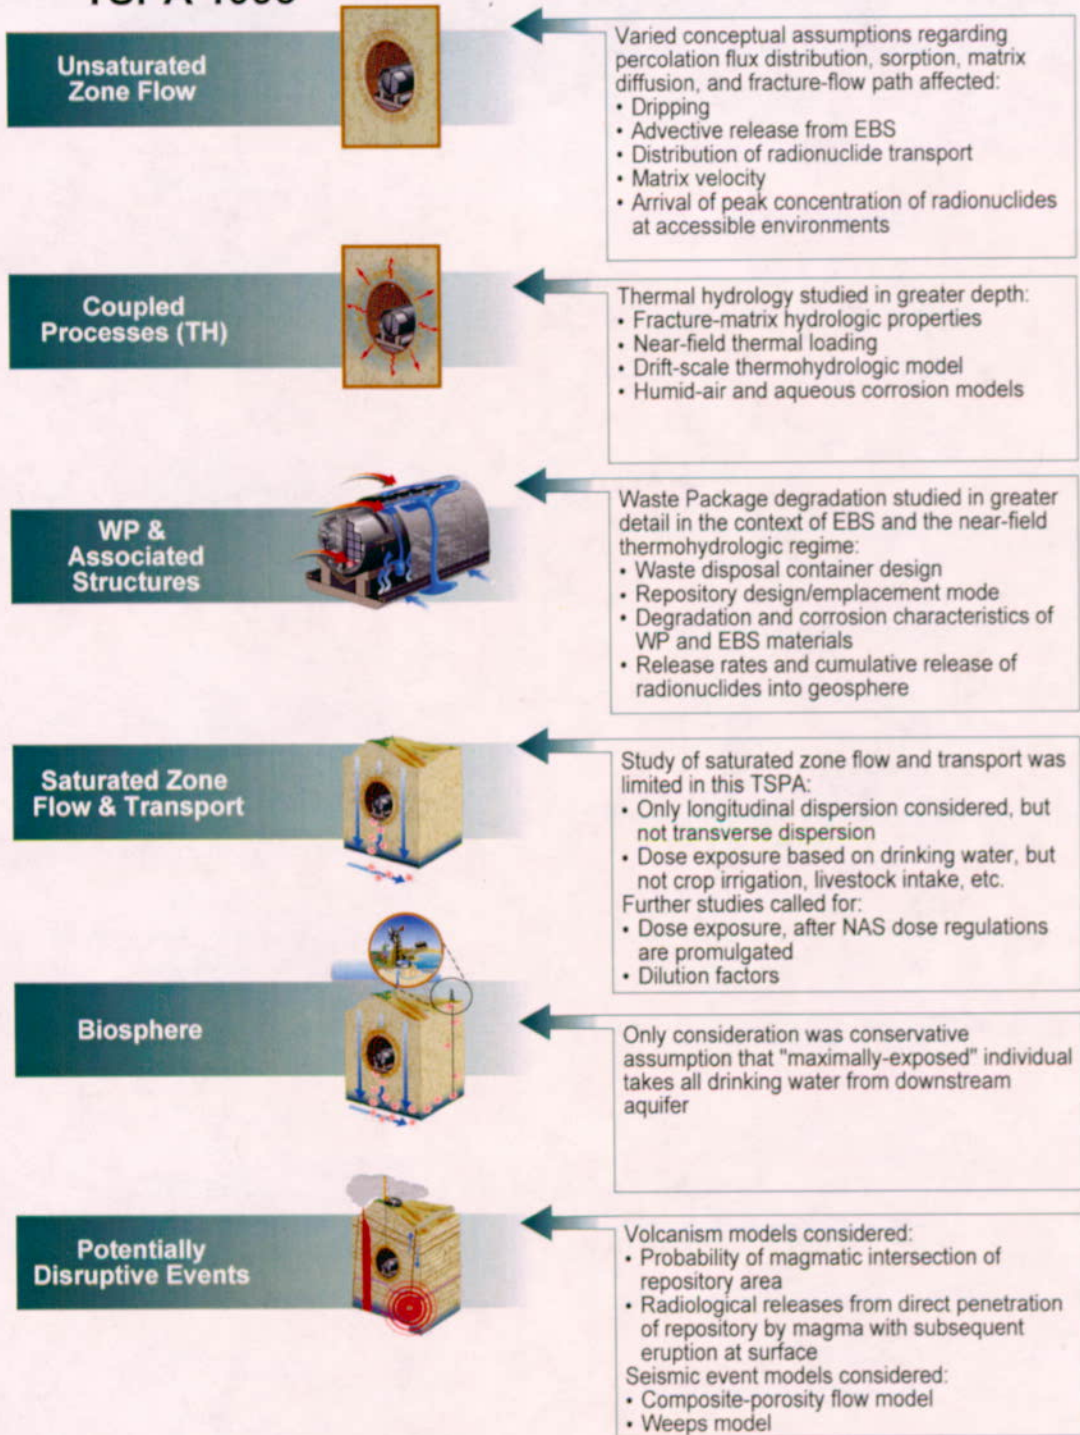 Unsaturated
Zone Flow
Varied conceptual assumptions regarding
percolation flux distribution, sorption, matrix
diffusion, and fracture-flow path affected:
• Dripping
• Advective release from EBS
• Distribution of radionuclide transport
• Matrix velocity
• Arrival of peak concentration of radionuclides
at accessible environments
Coupled
Processes (TH)
Thermal hydrology studied in greater depth:
• Fracture-matrix hydrologic properties
• Near-field thermal loading
• Drift-scale thermohydrologic model
• Humid-air and aqueous corrosion models
WP &
Associated
Structures
Waste Package degradation studied in greater
detail in the context of EBS and the near-field
thermohydrologic regime:
• Waste disposal container design
• Repository design/emplacement mode
• Degradation and corrosion characteristics of
WP and EBS materials
• Release rates and cumulative release of
radionuclides into geosphere
Saturated Zone
Flow & Transport
Study of saturated zone flow and transport was
limited in this TSPA:
• Only longitudinal dispersion considered, but
not transverse dispersion
• Dose exposure based on drinking water, but
not crop irrigation, livestock intake, etc.
Further studies called for:
• Dose exposure, after NAS dose regulations
are promulgated
• Dilution factors
Biosphere
Only consideration was conservative
assumption that "maximally-exposed" individual
takes all drinking water from downstream
aquifer
Potentially
Disruptive Events
Volcanism models considered:
• Probability of magmatic intersection of
repository area
• Radiological releases from direct penetration
of repository by magma with subsequent
eruption at surface
Seismic event models considered:
• Composite-porosity flow model
• Weeps model